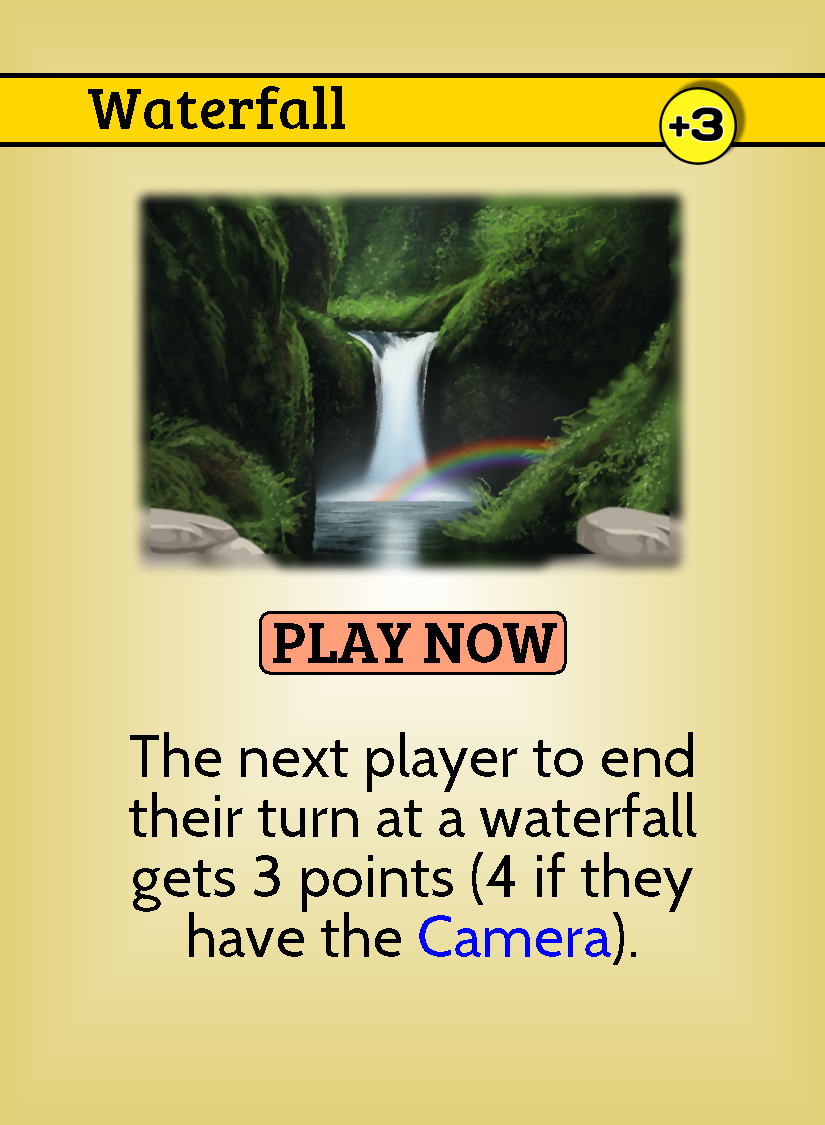 Waterfall
+3
PLAY NOW
The next player to end
their turn at a waterfall
gets 3 points (4 if they
have the Camera).